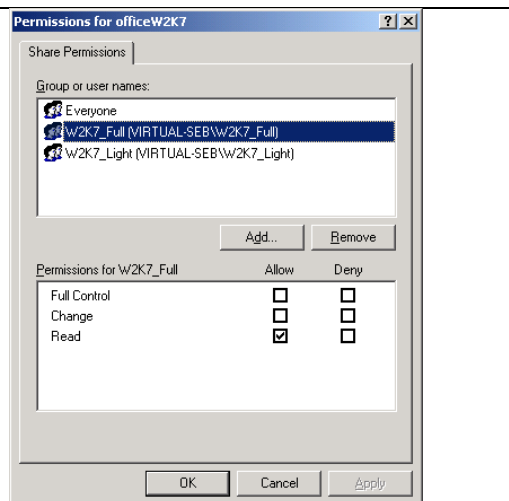 Permissions for officeW2K7
Share Permissions
Group or user names:
Everyone
W2K7_Full (VIRTUAL-SEB\W2K7_Full)
W2K7_Light (VIRTUAL-SEB\W2K7_Light)
Add... Remove
Permissions for W2K7_Full Allow Deny
Full Control
Change
Read
OK Cancel Apply